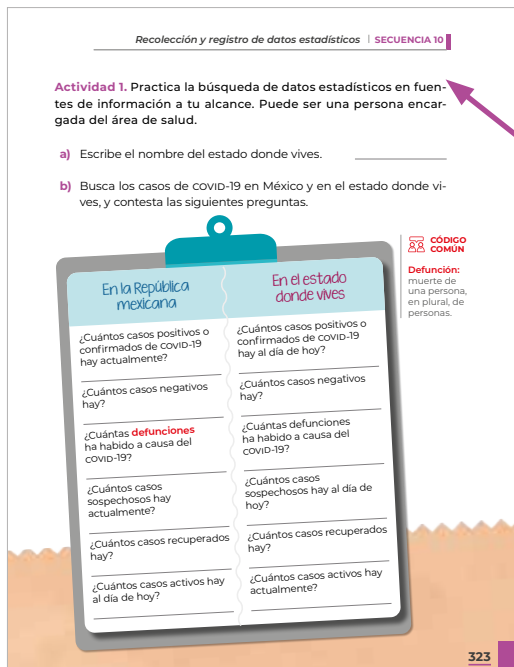 Recolección y registro de datos estadísticos | SECUENCIA 10
Actividad 1. Practica la búsqueda de datos estadísticos en fuen-
tes de información a tu alcance. Puede ser una persona encar-
gada del área de salud.
a) Escribe el nombre del estado donde vives.
b) Busca los casos de COVID-19 en México y en el estado donde vi-
ves, y contesta las siguientes preguntas.
CÓDIGO
COMÚN
Defunción:
muerte de
una persona,
en plural, de
personas.
En la República
mexicana
¿Cuántos casos positivos o
confirmados de COVID-19
hay actualmente?
¿Cuántos casos negativos
hay?
¿Cuántas defunciones
ha habido a causa del
COVID-19?
¿Cuántos casos
sospechosos hay
actualmente?
¿Cuántos casos recuperados
hay?
¿Cuántos casos activos hay
al día de hoy?
En el estado
donde vives
¿Cuántos casos positivos o
confirmados de COVID-19
hay al día de hoy?
¿Cuántos casos negativos
hay?
¿Cuántas defunciones
ha habido a causa del
COVID-19?
¿Cuántos casos
sospechosos hay al día de
hoy?
¿Cuántos casos recuperados
hay?
¿Cuántos casos activos hay
actualmente?
323